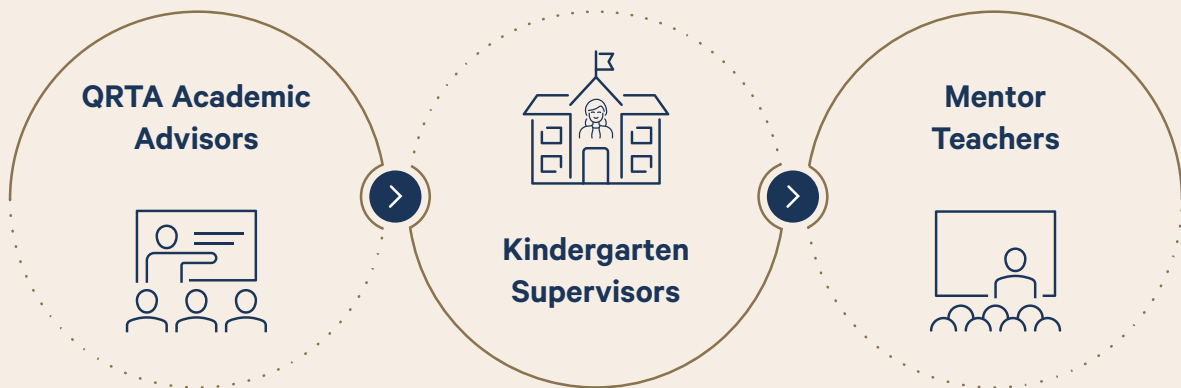 QRTA Academic
Advisors
Kindergarten
Supervisors
Mentor
Teachers